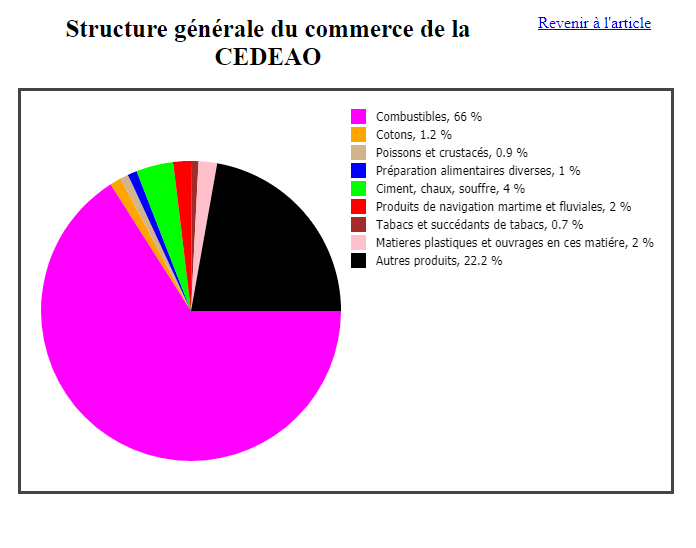 Structure générale du commerce de la
CEDEAO
Revenir à l'article
Combustibles, 66 %
Cotons, 1.2 %
Poissons et crustacés, 0.9 %
Préparation alimentaires diverses, 1 %
Ciment, chaux, souffre, 4 %
Produits de navigation martime et fluviales, 2 %
Tabacs et succédants de tabacs, 0.7 %
Matieres plastiques et ouvrages en ces matiére, 2 %
Autres produits, 22.2 %